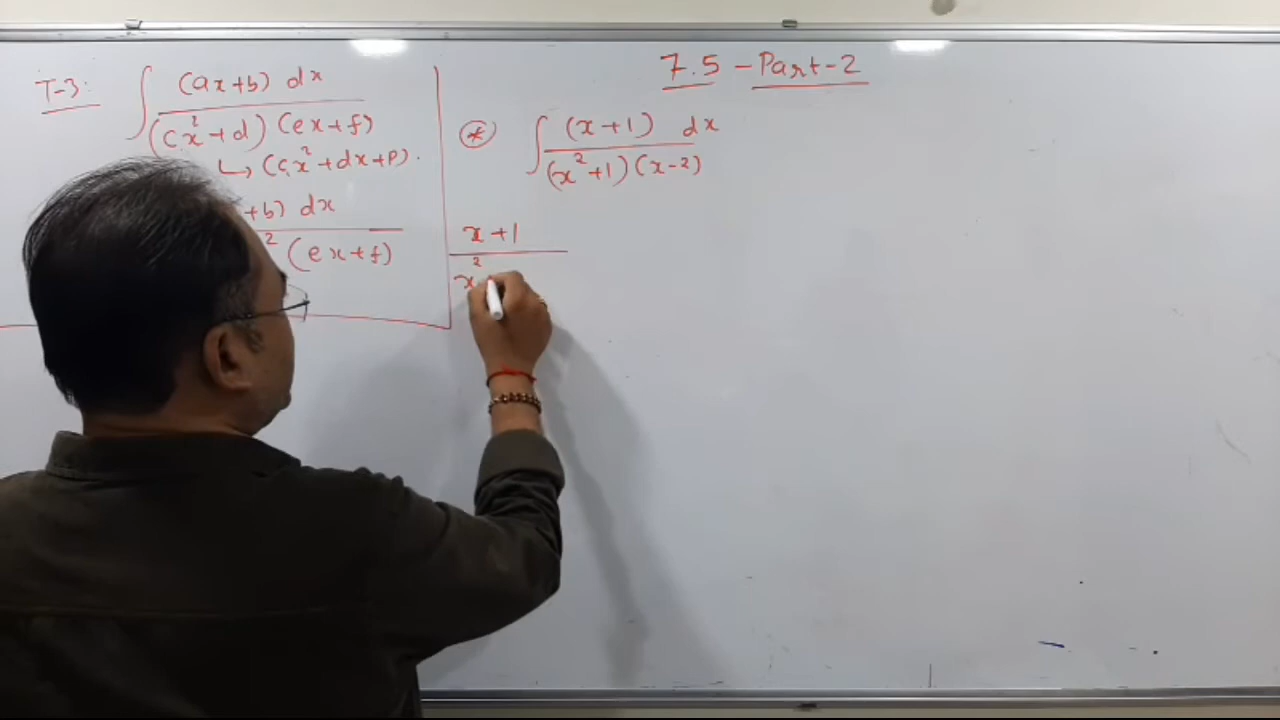 7.5 - Part-2
T-3: ∫ (ax+b) dx / (cx²+d) (ex+f)
↳ (cx²+dx+p).
+b) dx / ² (ex+f)
⊛ ∫ (x+1) dx / (x²+1)(x-2)
x+1 / x²